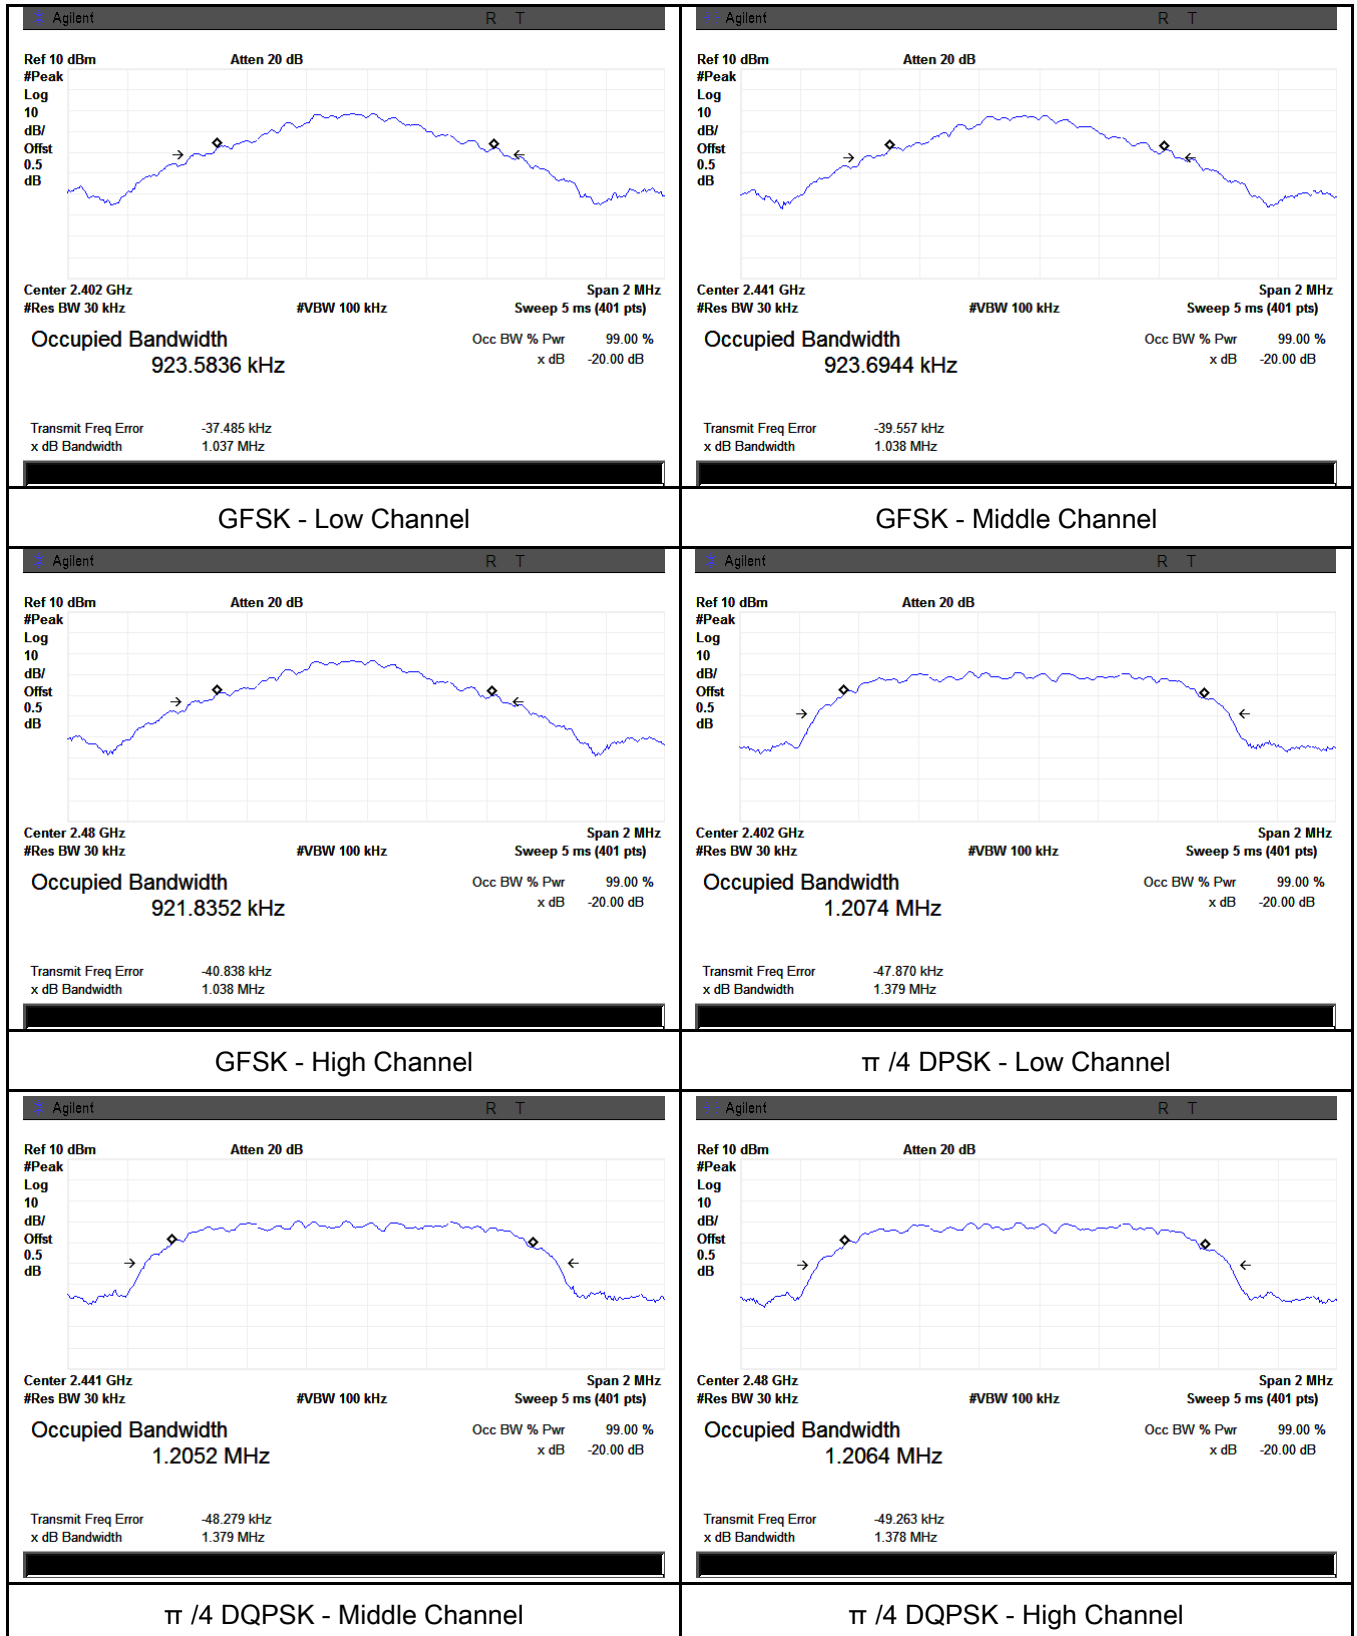 Agilent R T
Ref 10 dBm Atten 20 dB
#Peak
Log
10
dB/
Offst
0.5
dB
Center 2.402 GHz Span 2 MHz
#Res BW 30 kHz #VBW 100 kHz Sweep 5 ms (401 pts)
Occupied Bandwidth Occ BW % Pwr 99.00 %
923.5836 kHz x dB -20.00 dB
Transmit Freq Error -37.485 kHz
x dB Bandwidth 1.037 MHz
GFSK - Low Channel
Agilent R T
Ref 10 dBm Atten 20 dB
#Peak
Log
10
dB/
Offst
0.5
dB
Center 2.441 GHz Span 2 MHz
#Res BW 30 kHz #VBW 100 kHz Sweep 5 ms (401 pts)
Occupied Bandwidth Occ BW % Pwr 99.00 %
923.6944 kHz x dB -20.00 dB
Transmit Freq Error -39.557 kHz
x dB Bandwidth 1.038 MHz
GFSK - Middle Channel
Agilent R T
Ref 10 dBm Atten 20 dB
#Peak
Log
10
dB/
Offst
0.5
dB
Center 2.48 GHz Span 2 MHz
#Res BW 30 kHz #VBW 100 kHz Sweep 5 ms (401 pts)
Occupied Bandwidth Occ BW % Pwr 99.00 %
921.8352 kHz x dB -20.00 dB
Transmit Freq Error -40.838 kHz
x dB Bandwidth 1.038 MHz
GFSK - High Channel
Agilent R T
Ref 10 dBm Atten 20 dB
#Peak
Log
10
dB/
Offst
0.5
dB
Center 2.402 GHz Span 2 MHz
#Res BW 30 kHz #VBW 100 kHz Sweep 5 ms (401 pts)
Occupied Bandwidth Occ BW % Pwr 99.00 %
1.2074 MHz x dB -20.00 dB
Transmit Freq Error -47.870 kHz
x dB Bandwidth 1.379 MHz
π /4 DPSK - Low Channel
Agilent R T
Ref 10 dBm Atten 20 dB
#Peak
Log
10
dB/
Offst
0.5
dB
Center 2.441 GHz Span 2 MHz
#Res BW 30 kHz #VBW 100 kHz Sweep 5 ms (401 pts)
Occupied Bandwidth Occ BW % Pwr 99.00 %
1.2052 MHz x dB -20.00 dB
Transmit Freq Error -48.279 kHz
x dB Bandwidth 1.379 MHz
π /4 DQPSK - Middle Channel
Agilent R T
Ref 10 dBm Atten 20 dB
#Peak
Log
10
dB/
Offst
0.5
dB
Center 2.48 GHz Span 2 MHz
#Res BW 30 kHz #VBW 100 kHz Sweep 5 ms (401 pts)
Occupied Bandwidth Occ BW % Pwr 99.00 %
1.2064 MHz x dB -20.00 dB
Transmit Freq Error -49.263 kHz
x dB Bandwidth 1.378 MHz
π /4 DQPSK - High Channel